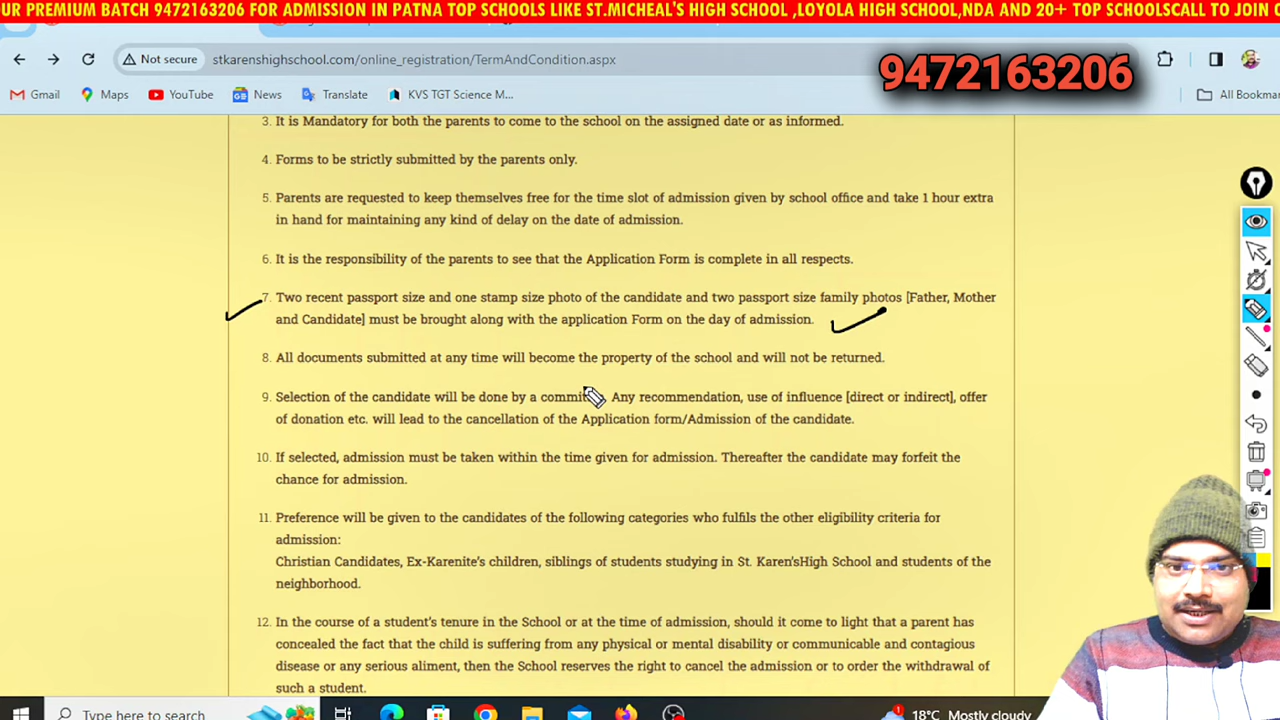 OUR PREMIUM BATCH 9472163206 FOR ADMISSION IN PATNA TOP SCHOOLS LIKE ST.MICHEAL'S HIGH SCHOOL ,LOYOLA HIGH SCHOOL,NDA AND 20+ TOP SCHOOLSCALL TO JOIN
Not secure stkarenshighschool.com/online_registration/TermAndCondition.aspx
9472163206
Gmail Maps YouTube News Translate KVS TGT Science M... All Bookmar
3. It is Mandatory for both the parents to come to the school on the assigned date or as informed.
4. Forms to be strictly submitted by the parents only.
5. Parents are requested to keep themselves free for the time slot of admission given by school office and take 1 hour extra
in hand for maintaining any kind of delay on the date of admission.
6. It is the responsibility of the parents to see that the Application Form is complete in all respects.
7. Two recent passport size and one stamp size photo of the candidate and two passport size family photos [Father, Mother
and Candidate] must be brought along with the application Form on the day of admission.
8. All documents submitted at any time will become the property of the school and will not be returned.
9. Selection of the candidate will be done by a commit Any recommendation, use of influence [direct or indirect], offer
of donation etc. will lead to the cancellation of the Application form/Admission of the candidate.
10. If selected, admission must be taken within the time given for admission. Thereafter the candidate may forfeit the
chance for admission.
11. Preference will be given to the candidates of the following categories who fulfils the other eligibility criteria for
admission:
Christian Candidates, Ex-Karenite's children, siblings of students studying in St. Karen'sHigh School and students of the
neighborhood.
12. In the course of a student's tenure in the School or at the time of admission, should it come to light that a parent has
concealed the fact that the child is suffering from any physical or mental disability or communicable and contagious
disease or any serious aliment, then the School reserves the right to cancel the admission or to order the withdrawal of
such a student.
Type here to search 1 18°C Mostly cloudy